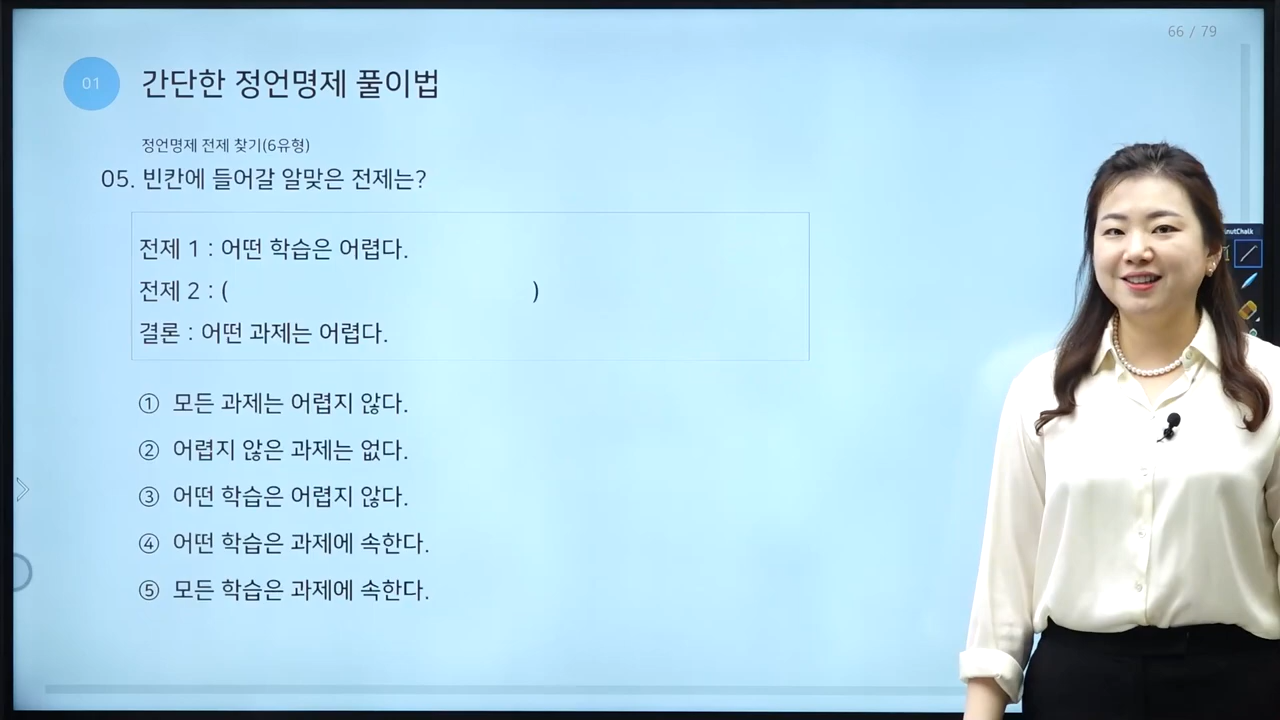 66 / 79
01 간단한 정언명제 풀이법
정언명제 전제 찾기(6유형)
05. 빈칸에 들어갈 알맞은 전제는?
전제 1 : 어떤 학습은 어렵다.
전제 2 : ( )
결론 : 어떤 과제는 어렵다.
① 모든 과제는 어렵지 않다.
② 어렵지 않은 과제는 없다.
③ 어떤 학습은 어렵지 않다.
④ 어떤 학습은 과제에 속한다.
⑤ 모든 학습은 과제에 속한다.